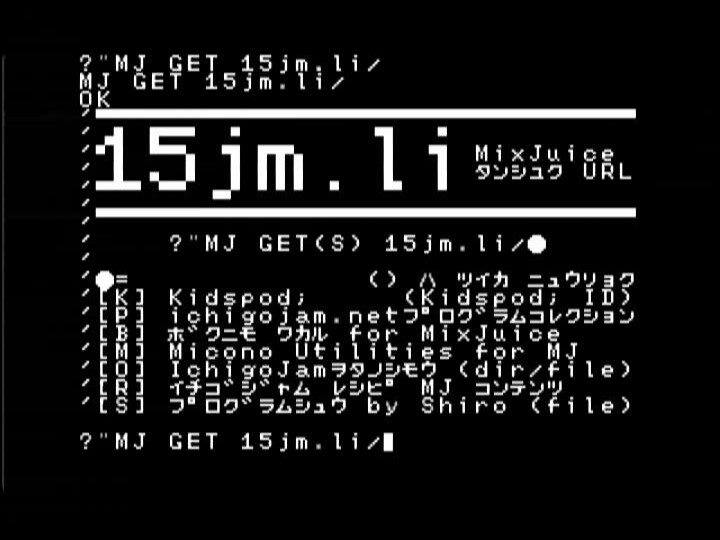 ?"MJ GET 15jm.li/
MJ GET 15jm.li/
OK
'
15jm.li MixJuice
タンシュク URL
?"MJ GET(S) 15jm.li/●
'●= () ハ ツイカ ニュウリョク
'[K] Kidspod; (Kidspod; ID)
'[P] ichigojam.netプログラムコレクション
'[B] ボクニモ ワカル for MixJuice
'[M] Micono Utilities for MJ
'[O] IchigoJamヲタノシモウ (dir/file)
'[R] イチゴジャム レシピ MJ コンテンツ
'[S] プログラムシュウ by Shiro (file)
?"MJ GET 15jm.li/